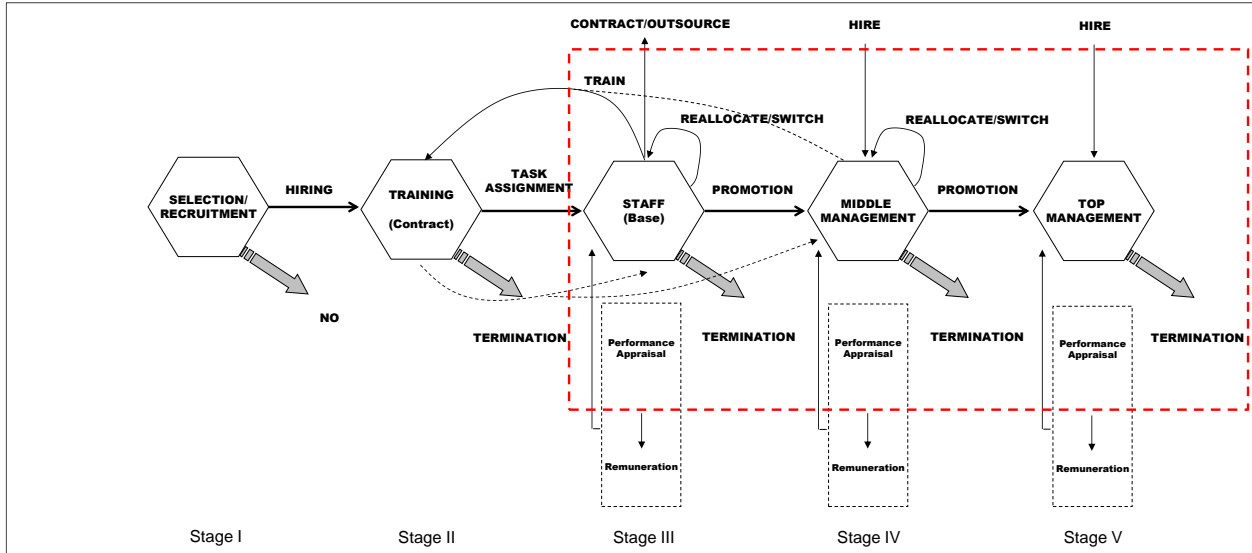 CONTRACT/OUTSOURCE
HIRE
HIRE
TRAIN
REALLOCATE/SWITCH
REALLOCATE/SWITCH
SELECTION/
RECRUITMENT
HIRING
TRAINING
(Contract)
TASK
ASSIGNMENT
STAFF
(Base)
PROMOTION
MIDDLE
MANAGEMENT
PROMOTION
TOP
MANAGEMENT
NO
TERMINATION
Performance
Appraisal
TERMINATION
Performance
Appraisal
TERMINATION
Performance
Appraisal
TERMINATION
Remuneration
Remuneration
Remuneration
Stage I
Stage II
Stage III
Stage IV
Stage V